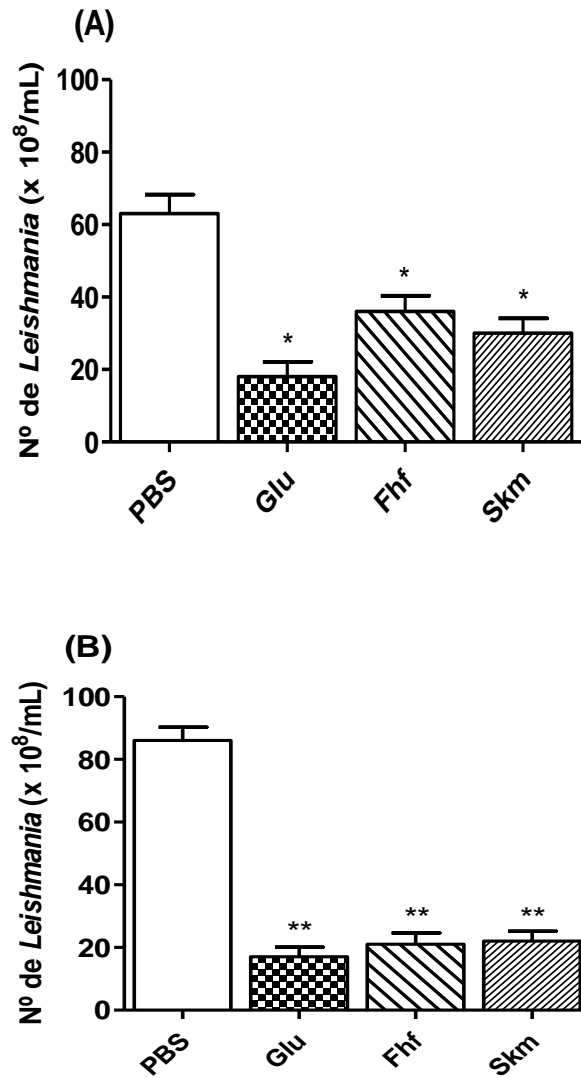 (A)
Nº de Leishmania (x 10⁸/mL)
100
80
60
40
20
0
*
*
*
PBS
Glu
Fhf
Skm
(B)
Nº de Leishmania (x 10⁸/mL)
100
80
60
40
20
0
**
**
**
PBS
Glu
Fhf
Skm